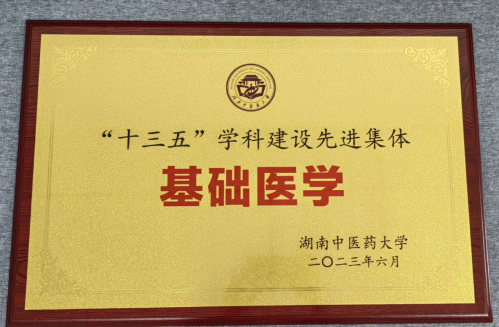 “十三五”学科建设先进集体
基础医学
湖南中医药大学
二〇二三年六月